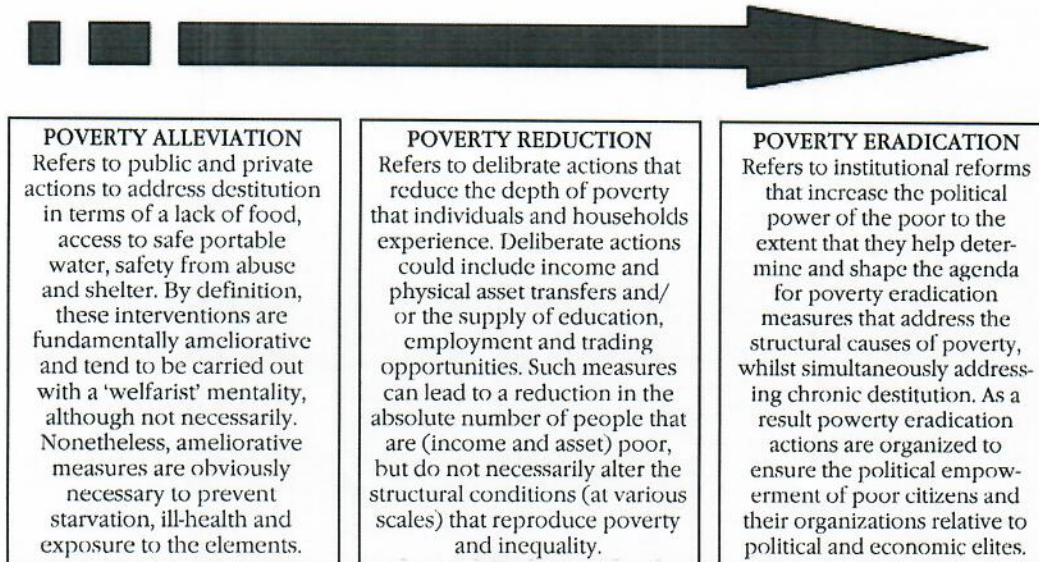 POVERTY ALLEVIATION
Refers to public and private
actions to address destitution
in terms of a lack of food,
access to safe portable
water, safety from abuse
and shelter. By definition,
these interventions are
fundamentally ameliorative
and tend to be carried out
with a 'welfarist' mentality,
although not necessarily.
Nonetheless, ameliorative
measures are obviously
necessary to prevent
starvation, ill-health and
exposure to the elements.
POVERTY REDUCTION
Refers to delibrate actions that
reduce the depth of poverty
that individuals and households
experience. Deliberate actions
could include income and
physical asset transfers and/
or the supply of education,
employment and trading
opportunities. Such measures
can lead to a reduction in the
absolute number of people that
are (income and asset) poor,
but do not necessarily alter the
structural conditions (at various
scales) that reproduce poverty
and inequality.
POVERTY ERADICATION
Refers to institutional reforms
that increase the political
power of the poor to the
extent that they help deter-
mine and shape the agenda
for poverty eradication
measures that address the
structural causes of poverty,
whilst simultaneously address-
ing chronic destitution. As a
result powerty eradication
actions are organized to
ensure the political empow-
erment of poor citizens and
their organizations relative to
political and economic elites.